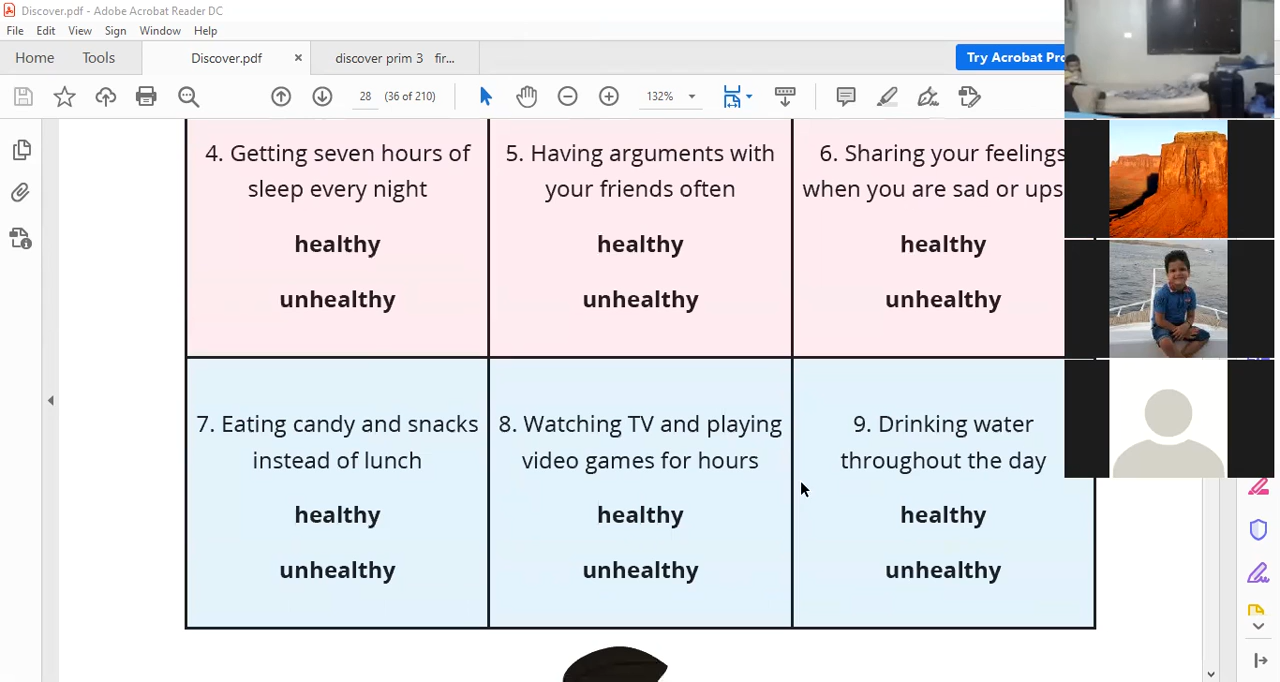 Discover.pdf - Adobe Acrobat Reader DC
File Edit View Sign Window Help
Home Tools Discover.pdf × discover prim 3 fir... Try Acrobat Pro
28 (36 of 210) 132%
4. Getting seven hours of
sleep every night
healthy
unhealthy
5. Having arguments with
your friends often
healthy
unhealthy
6. Sharing your feelings
when you are sad or ups
healthy
unhealthy
7. Eating candy and snacks
instead of lunch
healthy
unhealthy
8. Watching TV and playing
video games for hours
healthy
unhealthy
9. Drinking water
throughout the day
healthy
unhealthy